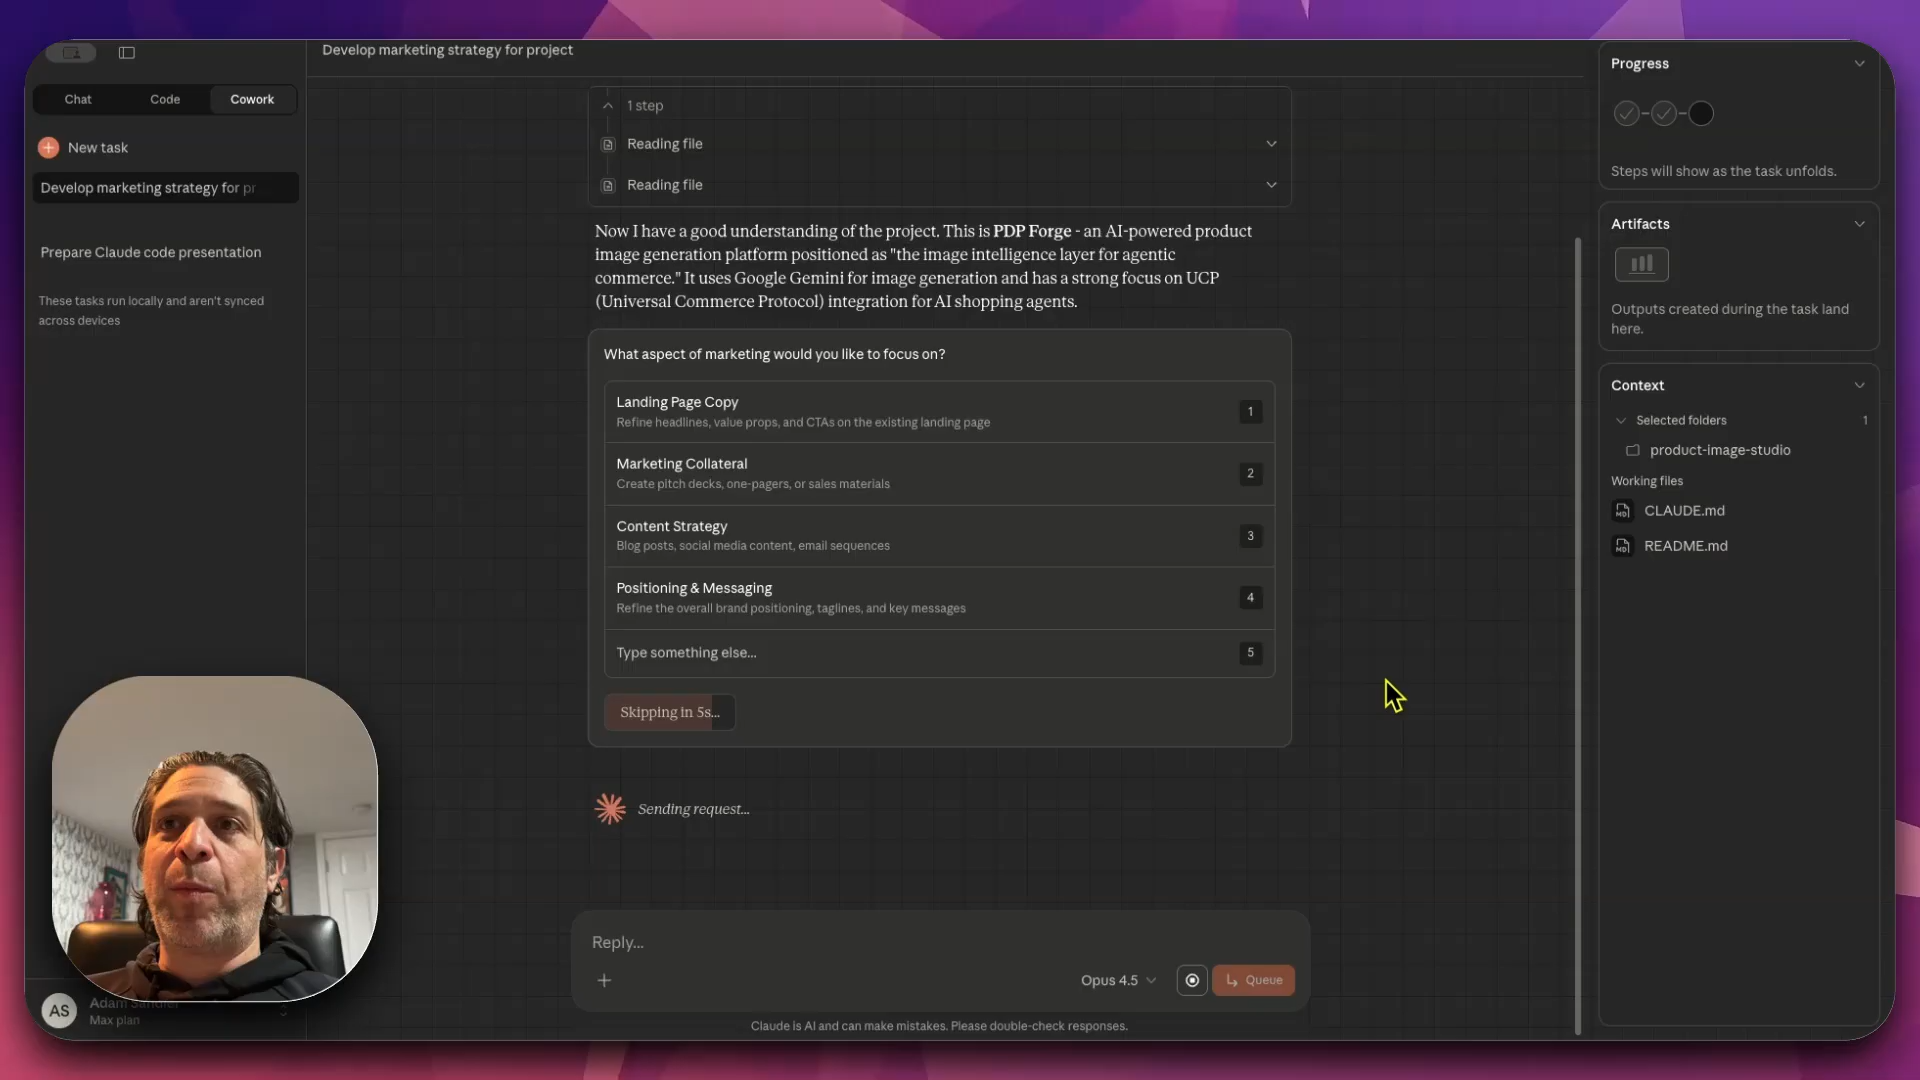 Develop marketing strategy for project
Chat
Code
Cowork
New task
Develop marketing strategy for pr
Prepare Claude code presentation
These tasks run locally and aren't synced
across devices
AS
Adam Sandler
Max plan
1 step
Reading file
Reading file
Now I have a good understanding of the project. This is PDP Forge - an AI-powered product
image generation platform positioned as "the image intelligence layer for agentic
commerce." It uses Google Gemini for image generation and has a strong focus on UCP
(Universal Commerce Protocol) integration for AI shopping agents.
What aspect of marketing would you like to focus on?
Landing Page Copy
Refine headlines, value props, and CTAs on the existing landing page
1
Marketing Collateral
Create pitch decks, one-pagers, or sales materials
2
Content Strategy
Blog posts, social media content, email sequences
3
Positioning & Messaging
Refine the overall brand positioning, taglines, and key messages
4
Type something else...
5
Skipping in 5s...
Sending request...
Reply...
Opus 4.5
Queue
Claude is AI and can make mistakes. Please double-check responses.
Progress
Steps will show as the task unfolds.
Artifacts
Outputs created during the task land
here.
Context
Selected folders
1
product-image-studio
Working files
MD
CLAUDE.md
MD
README.md